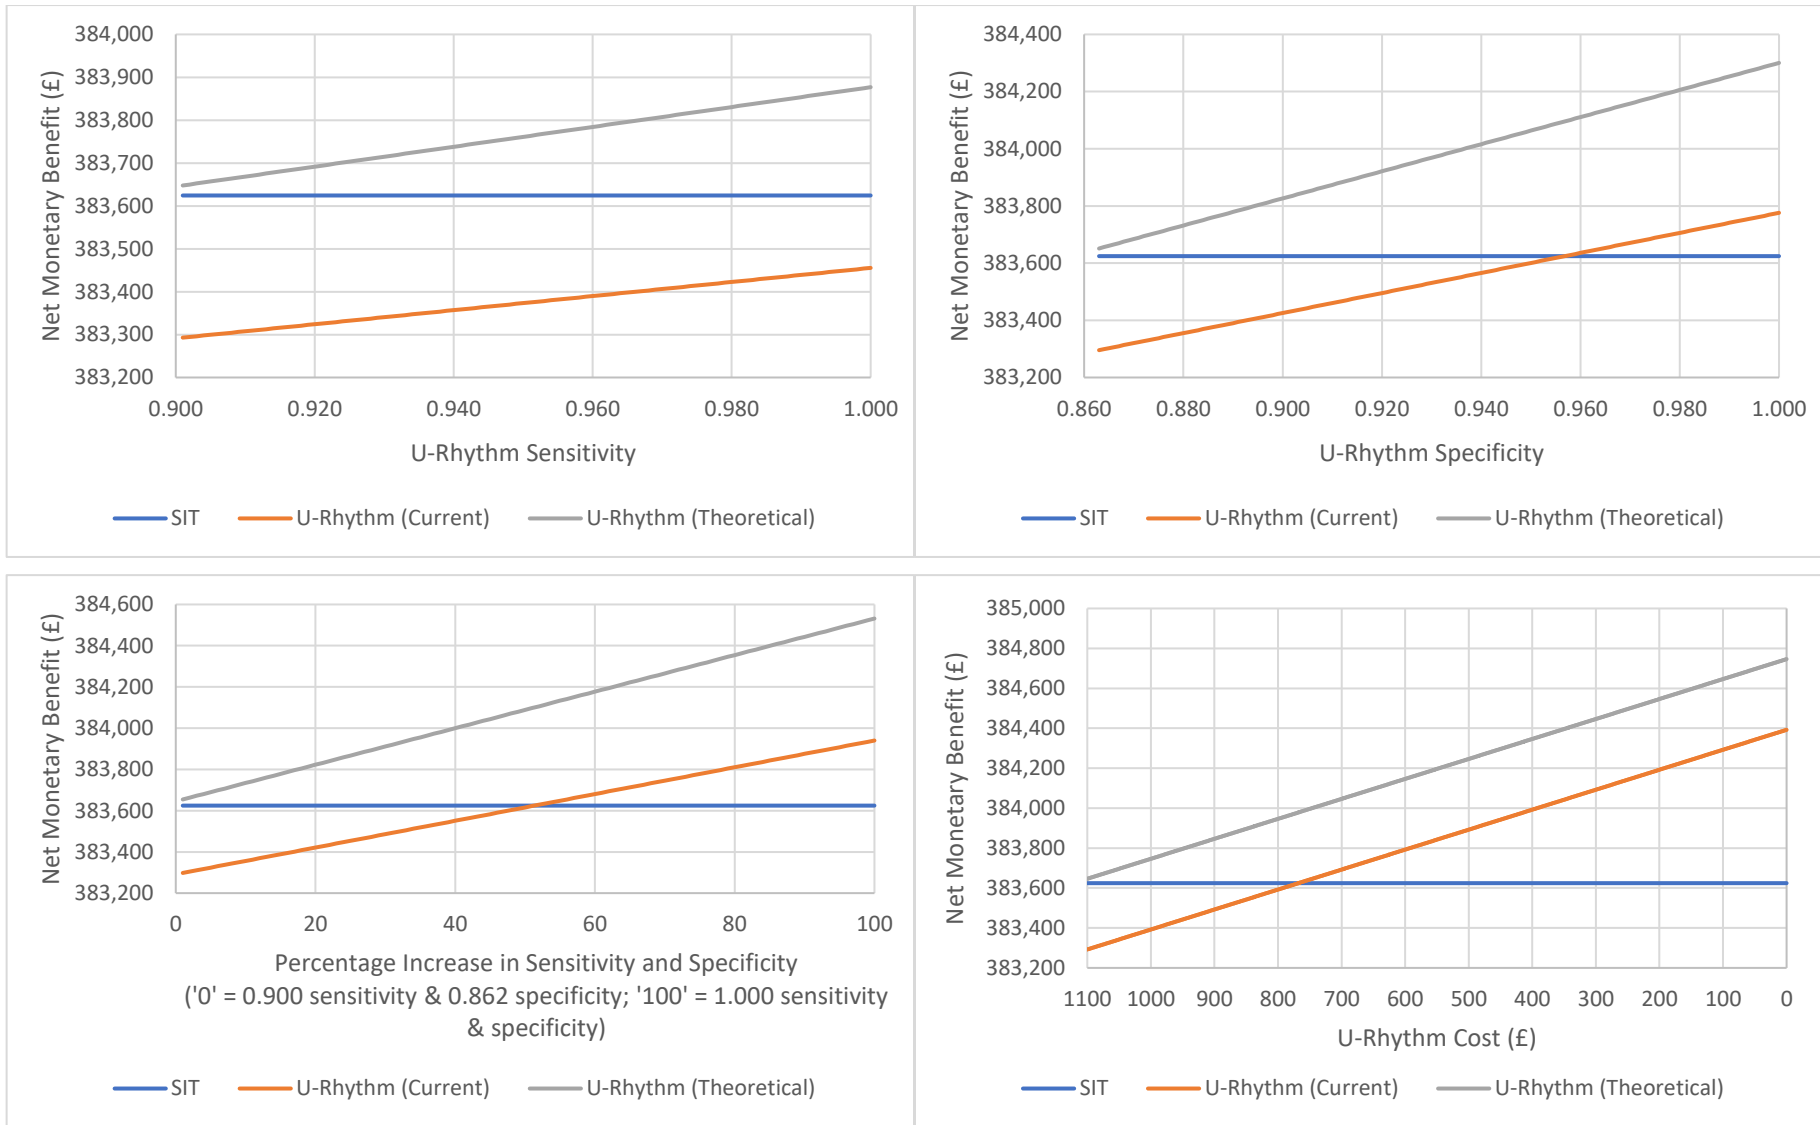 Net Monetary Benefit (£)
384,000
383,900
383,800
383,700
383,600
383,500
383,400
383,300
383,200
0.900 0.920 0.940 0.960 0.980 1.000
U-Rhythm Sensitivity
SIT U-Rhythm (Current) U-Rhythm (Theoretical)
Net Monetary Benefit (£)
384,400
384,200
384,000
383,800
383,600
383,400
383,200
0.860 0.880 0.900 0.920 0.940 0.960 0.980 1.000
U-Rhythm Specificity
SIT U-Rhythm (Current) U-Rhythm (Theoretical)
Net Monetary Benefit (£)
384,600
384,400
384,200
384,000
383,800
383,600
383,400
383,200
0 20 40 60 80 100
Percentage Increase in Sensitivity and Specificity
('0' = 0.900 sensitivity & 0.862 specificity; '100' = 1.000 sensitivity
& specificity)
SIT U-Rhythm (Current) U-Rhythm (Theoretical)
Net Monetary Benefit (£)
385,000
384,800
384,600
384,400
384,200
384,000
383,800
383,600
383,400
383,200
1100 1000 900 800 700 600 500 400 300 200 100 0
U-Rhythm Cost (£)
SIT U-Rhythm (Current) U-Rhythm (Theoretical)